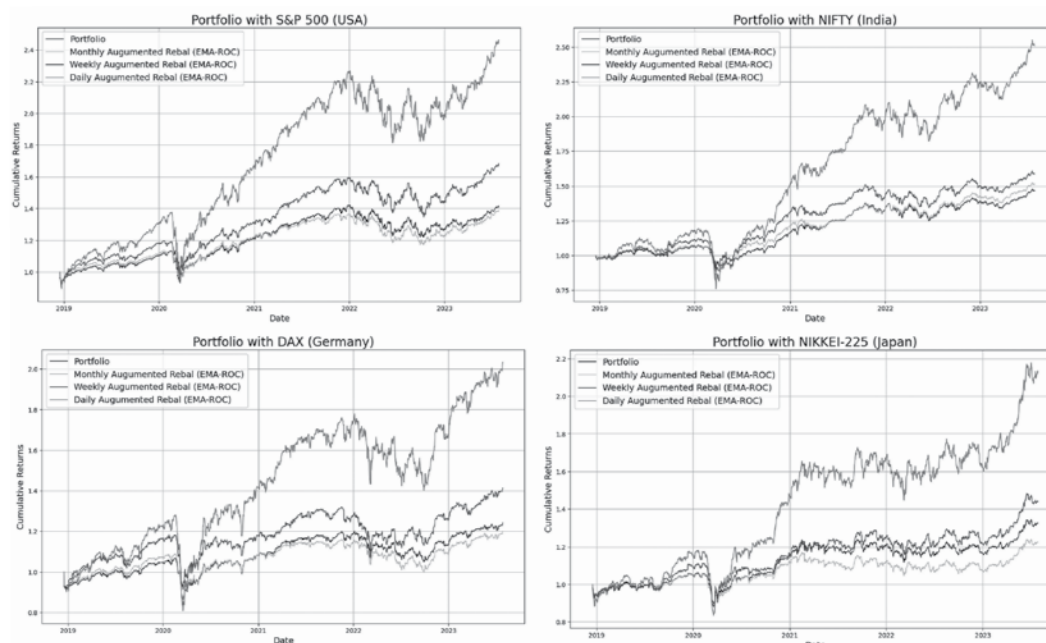 Portfolio with S&P 500 (USA)
Portfolio
Monthly Augumented Rebal (EMA-ROC)
Weekly Augumented Rebal (EMA-ROC)
Daily Augumented Rebal (EMA-ROC)
Cumulative Returns
2.4
2.2
2.0
1.8
1.6
1.4
1.2
1.0
2019 2020 2021 2022 2023
Date
Portfolio with NIFTY (India)
Portfolio
Monthly Augumented Rebal (EMA-ROC)
Weekly Augumented Rebal (EMA-ROC)
Daily Augumented Rebal (EMA-ROC)
Cumulative Returns
2.50
2.25
2.00
1.75
1.50
1.25
1.00
0.75
2019 2020 2021 2022 2023
Date
Portfolio with DAX (Germany)
Portfolio
Monthly Augumented Rebal (EMA-ROC)
Weekly Augumented Rebal (EMA-ROC)
Daily Augumented Rebal (EMA-ROC)
Cumulative Returns
2.0
1.8
1.6
1.4
1.2
1.0
0.8
2019 2020 2021 2022 2023
Date
Portfolio with NIKKEI-225 (Japan)
Portfolio
Monthly Augumented Rebal (EMA-ROC)
Weekly Augumented Rebal (EMA-ROC)
Daily Augumented Rebal (EMA-ROC)
Cumulative Returns
2.2
2.0
1.8
1.6
1.4
1.2
1.0
0.8
2019 2020 2021 2022 2023
Date